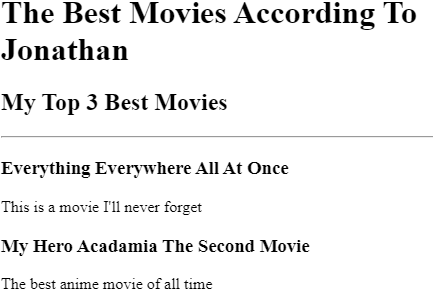 The Best Movies According To
Jonathan
My Top 3 Best Movies
Everything Everywhere All At Once
This is a movie I'll never forget
My Hero Acadamia The Second Movie
The best anime movie of all time